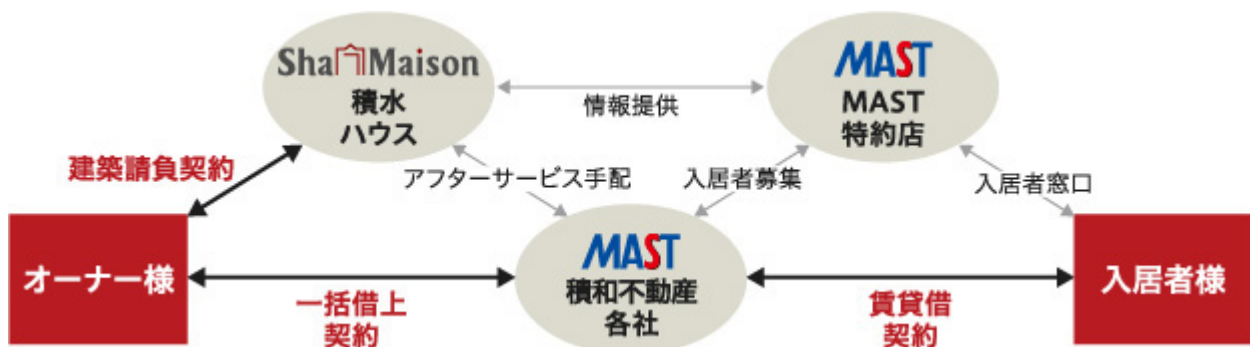 ShaMaison
積水
ハウス
情報提供
MAST
MAST
特約店
建築請負契約
アフターサービス手配
入居者募集
入居者窓口
オーナー様
一括借上
契約
MAST
積和不動産
各社
賃貸借
契約
入居者様